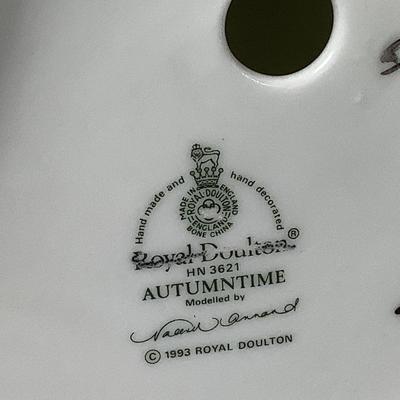 Hand made and hand decorated
MADE IN ENGLAND
ROYAL DOULTON
ENGLAND
BONE CHINA
Royal Doulton ®
HN 3621
AUTUMNTIME
Modelled by
© 1993 ROYAL DOULTON